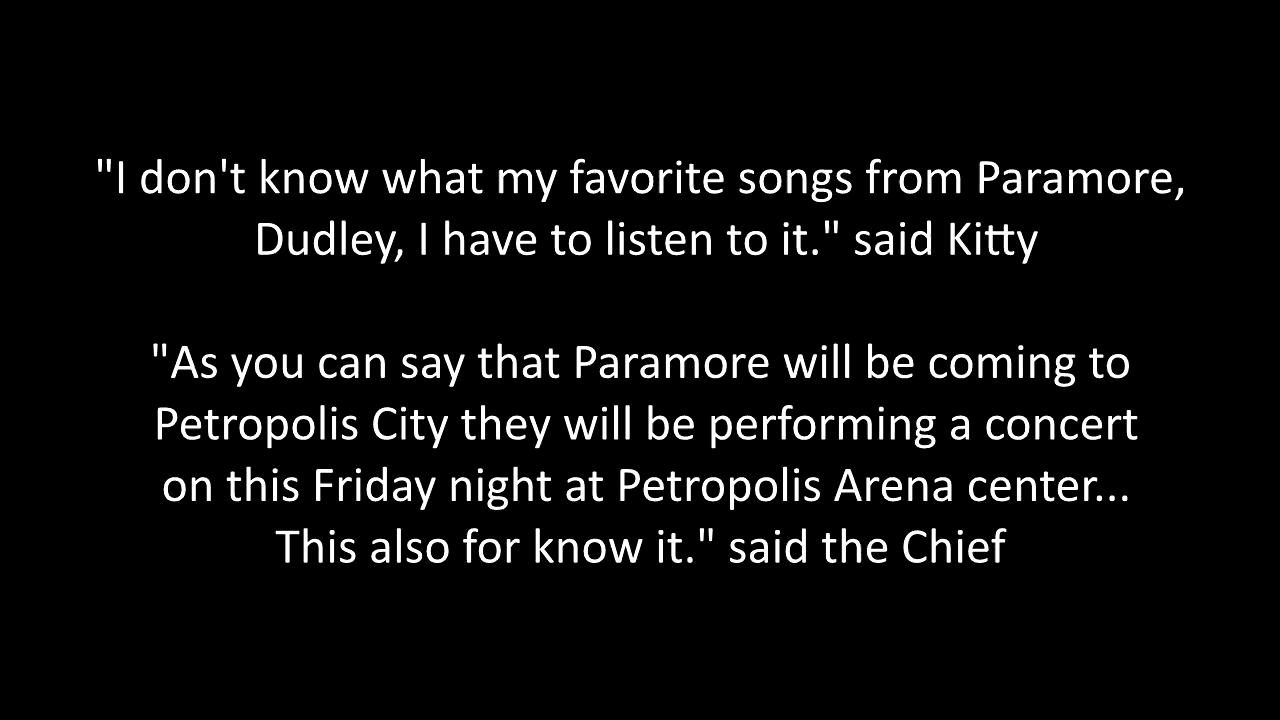 "I don't know what my favorite songs from Paramore,
Dudley, I have to listen to it." said Kitty
"As you can say that Paramore will be coming to
Petropolis City they will be performing a concert
on this Friday night at Petropolis Arena center...
This also for know it." said the Chief